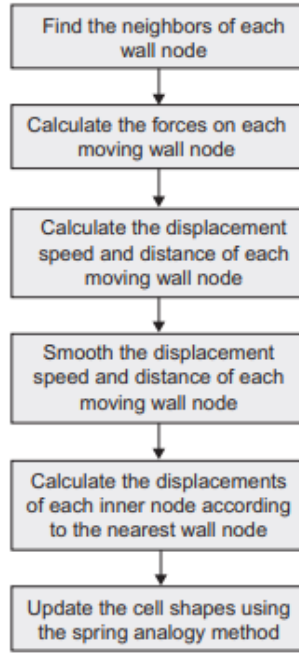 Find the neighbors of each
wall node
Calculate the forces on each
moving wall node
Calculate the displacement
speed and distance of each
moving wall node
Smooth the displacement
speed and distance of each
moving wall node
Calculate the displacements
of each inner node according
to the nearest wall node
Update the cell shapes using
the spring analogy method